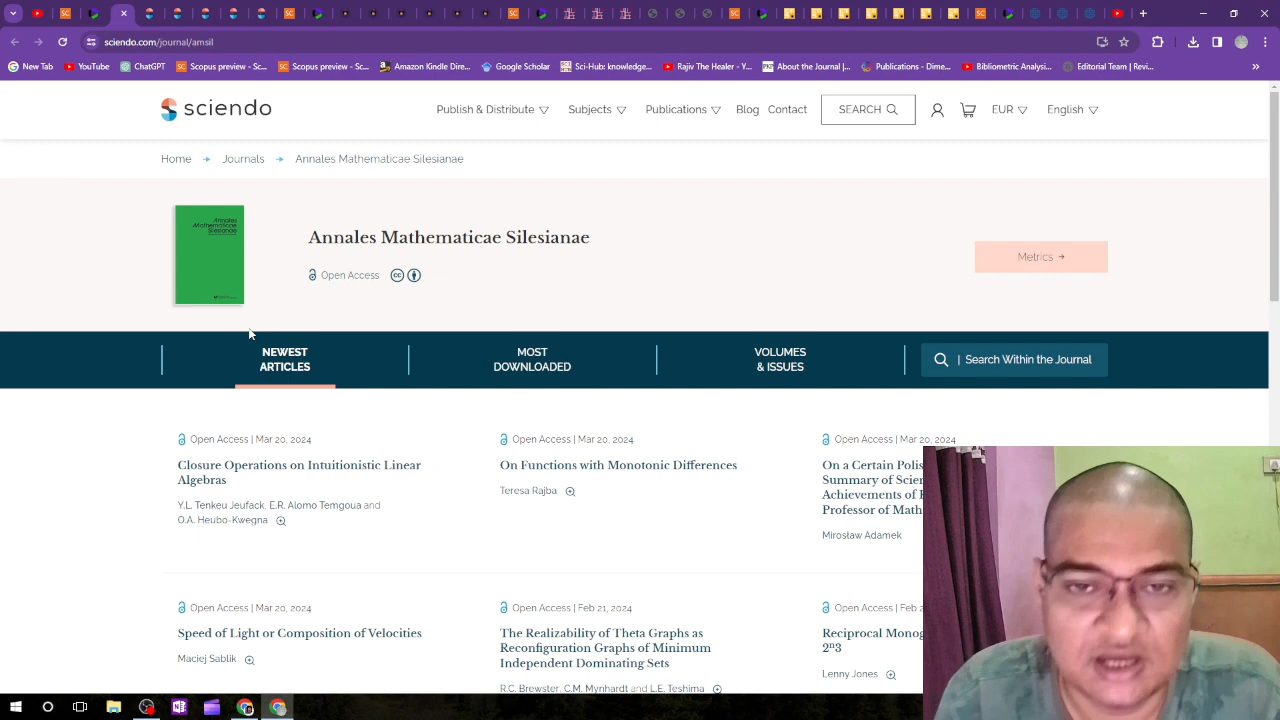 sciendo.com/journal/amsil
New Tab
YouTube
ChatGPT
Scopus preview - Sc...
Scopus preview - Sc...
Amazon Kindle Dire...
Google Scholar
Sci-Hub: knowledge...
Rajiv The Healer - Y...
About the Journal | ...
Publications - Dime...
Bibliometric Analysi...
Editorial Team | Revi...
sciendo
Publish & Distribute
Subjects
Publications
Blog
Contact
SEARCH
EUR
English
Home
Journals
Annales Mathematicae Silesianae
Annales
Mathematicae
Silesianae
Annales Mathematicae Silesianae
Open Access
Metrics
NEWEST
ARTICLES
MOST
DOWNLOADED
VOLUMES
& ISSUES
| Search Within the Journal
Open Access | Mar 20, 2024
Closure Operations on Intuitionistic Linear
Algebras
Y.L. Tenkeu Jeufack, E.R. Alomo Temgoua and
O.A. Heubo-Kwegna
Open Access | Mar 20, 2024
On Functions with Monotonic Differences
Teresa Rajba
Open Access | Mar 20, 2024
On a Certain Polis
Summary of Scien
Achievements of
Professor of Math
Mirosław Adamek
Open Access | Mar 20, 2024
Speed of Light or Composition of Velocities
Maciej Sablik
Open Access | Feb 21, 2024
The Realizability of Theta Graphs as
Reconfiguration Graphs of Minimum
Independent Dominating Sets
R.C. Brewster, C.M. Mynhardt and L.E. Teshima
Open Access | Feb 2
Reciprocal Monog
2ⁿ3
Lenny Jones